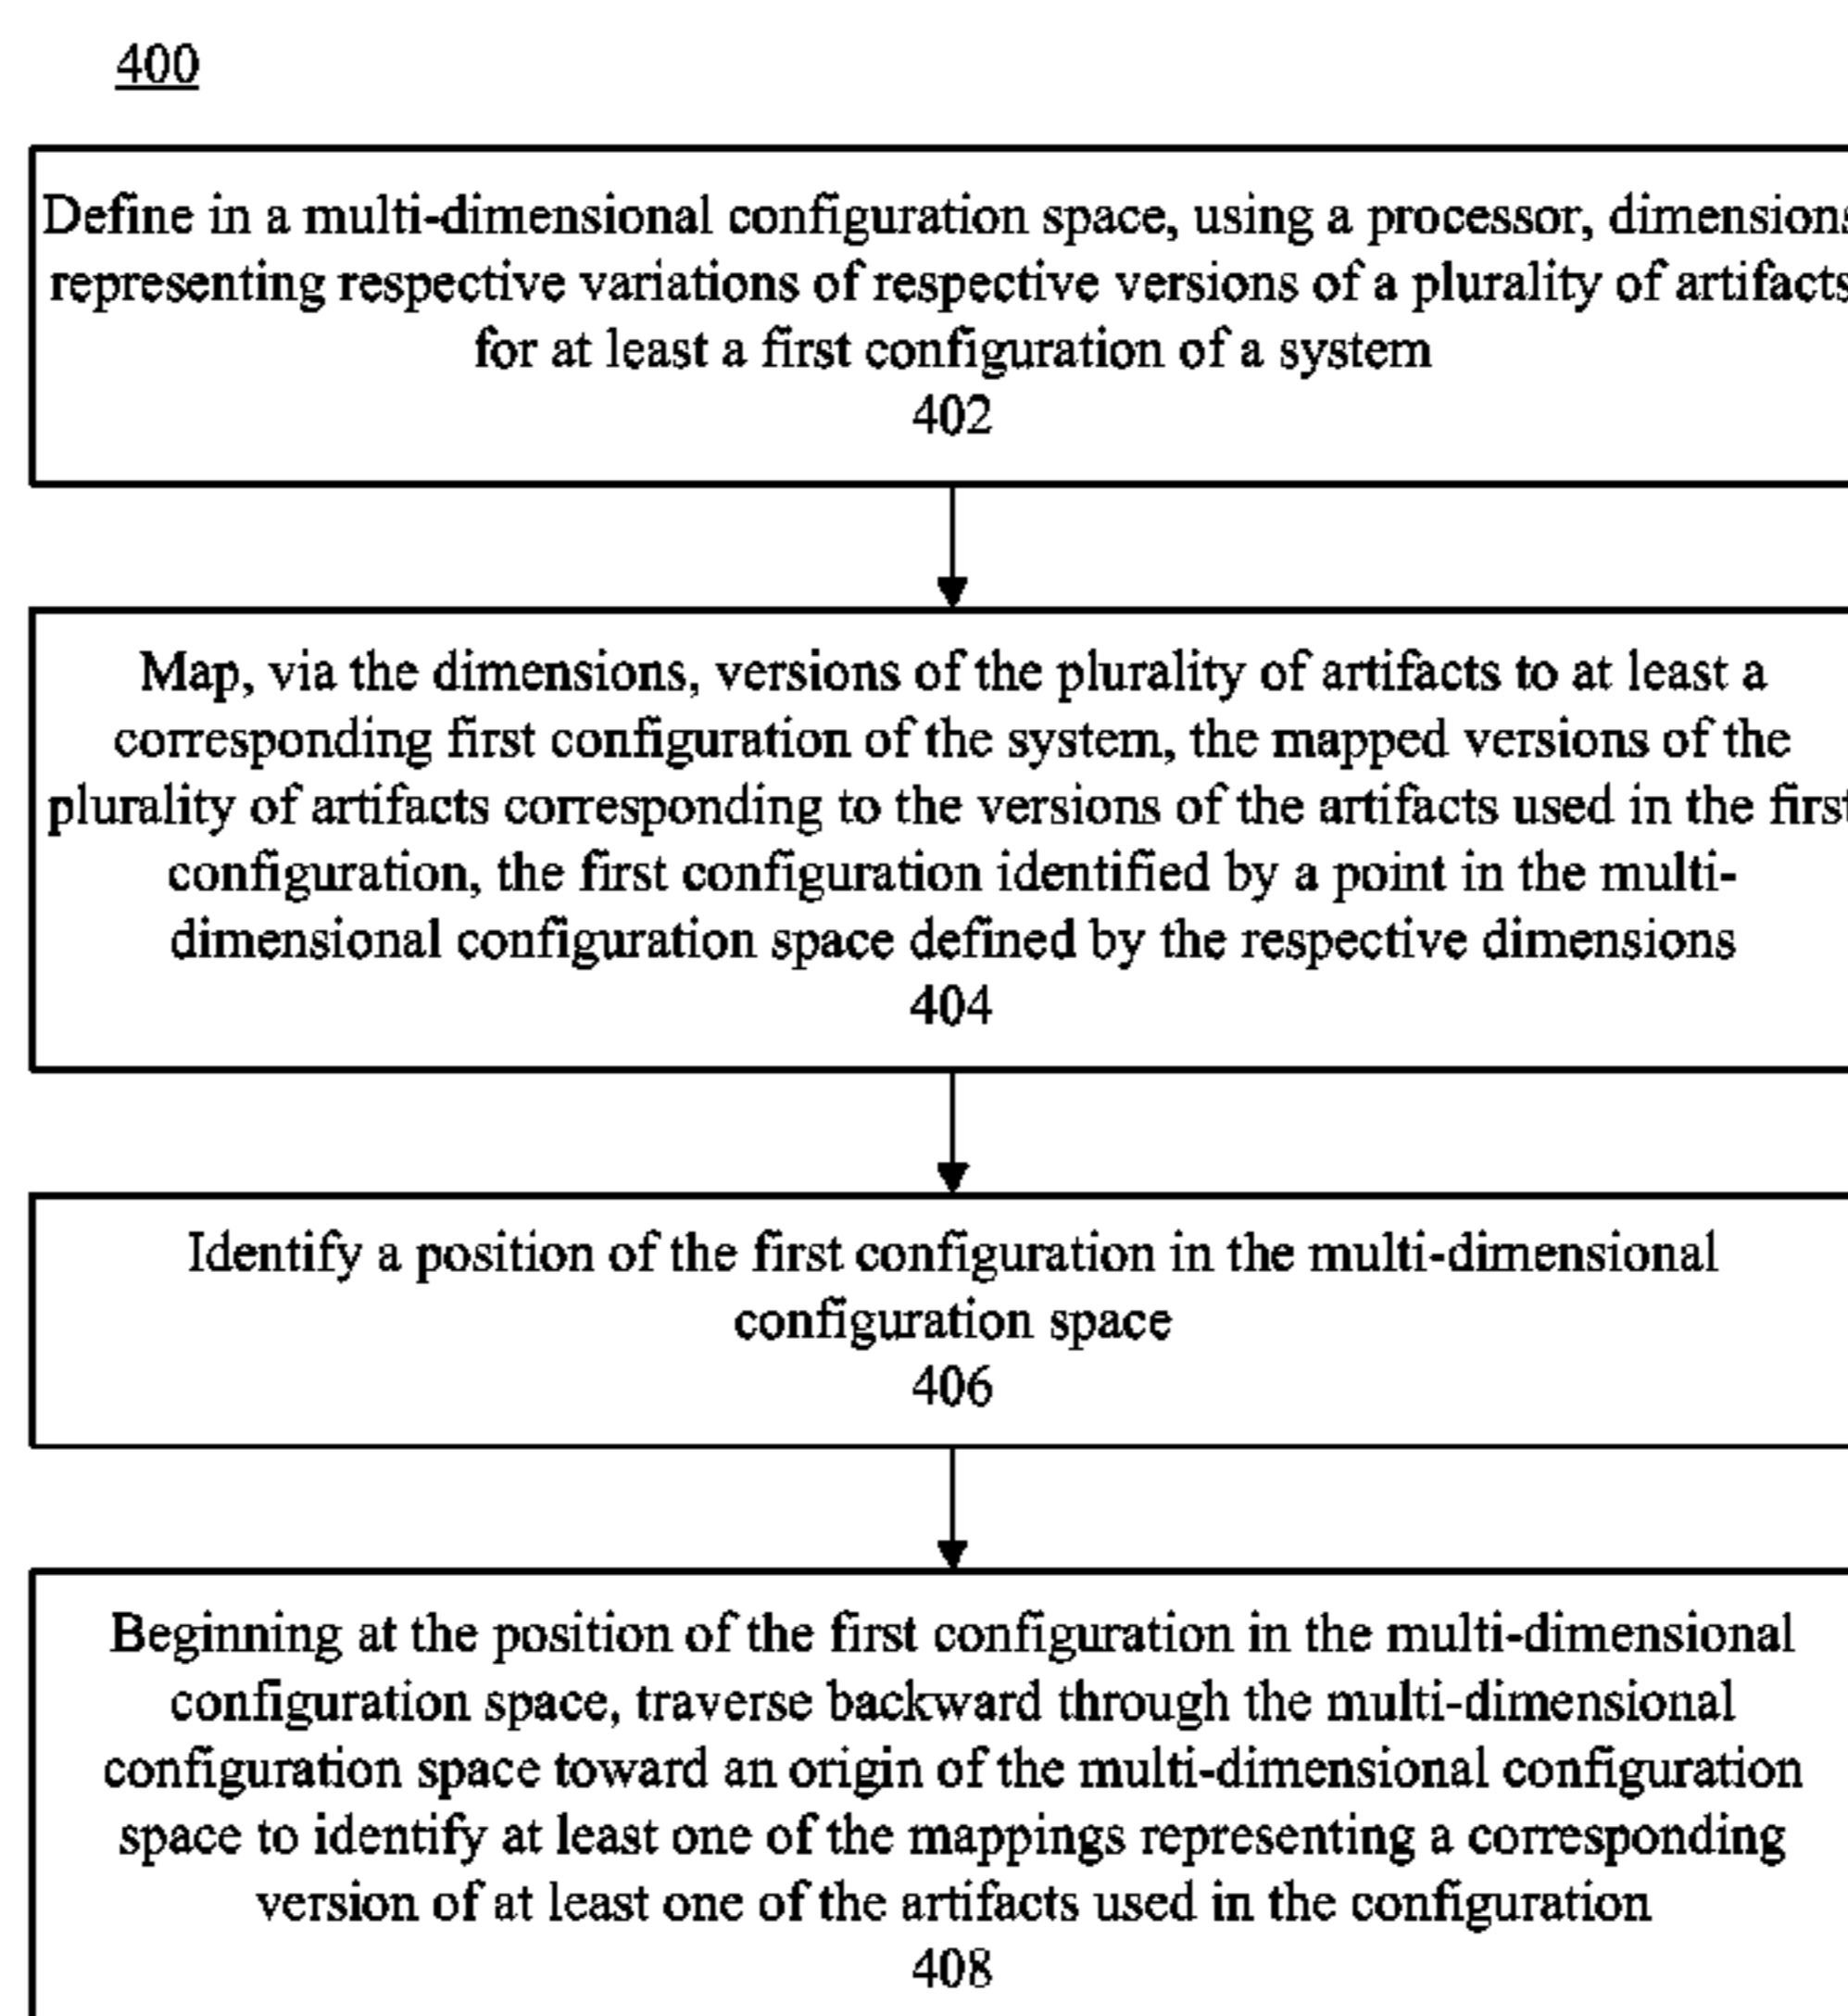 400
Define in a multi-dimensional configuration space, using a processor, dimensions
representing respective variations of respective versions of a plurality of artifacts
for at least a first configuration of a system
402
Map, via the dimensions, versions of the plurality of artifacts to at least a
corresponding first configuration of the system, the mapped versions of the
plurality of artifacts corresponding to the versions of the artifacts used in the first
configuration, the first configuration identified by a point in the multi-
dimensional configuration space defined by the respective dimensions
404
Identify a position of the first configuration in the multi-dimensional
configuration space
406
Beginning at the position of the first configuration in the multi-dimensional
configuration space, traverse backward through the multi-dimensional
configuration space toward an origin of the multi-dimensional configuration
space to identify at least one of the mappings representing a corresponding
version of at least one of the artifacts used in the configuration
408